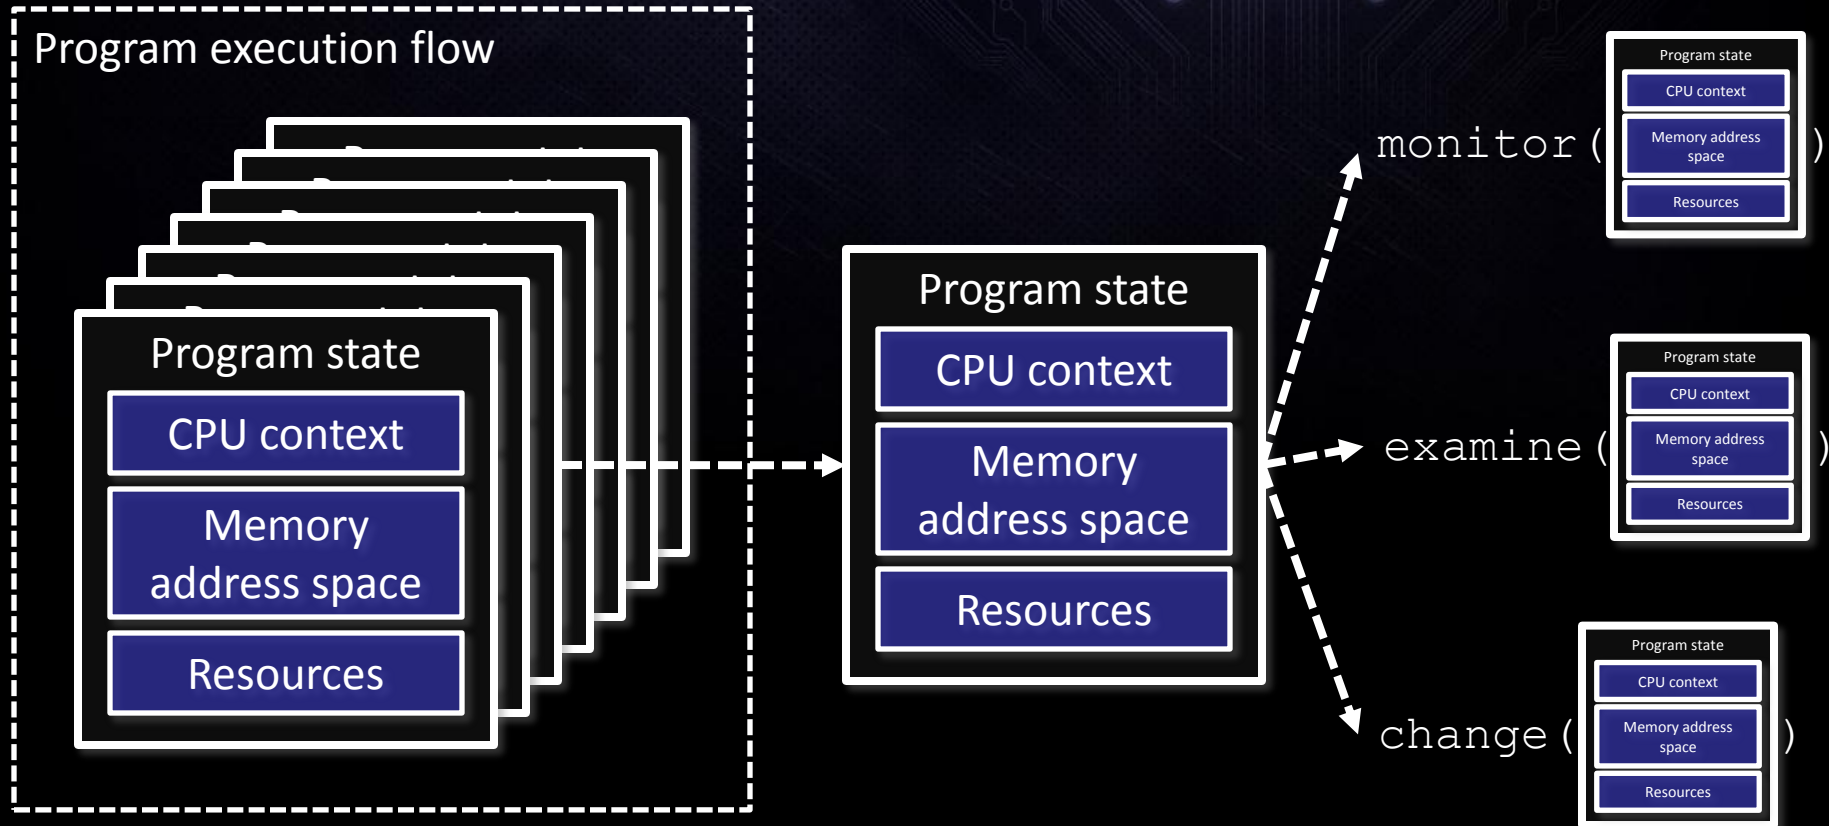 Program execution flow
Program state
CPU context
Memory
address space
Resources
Program state
CPU context
Memory
address space
Resources
monitor(
Program state
CPU context
Memory address
space
Resources
)
examine(
Program state
CPU context
Memory address
space
Resources
)
change(
Program state
CPU context
Memory address
space
Resources
)